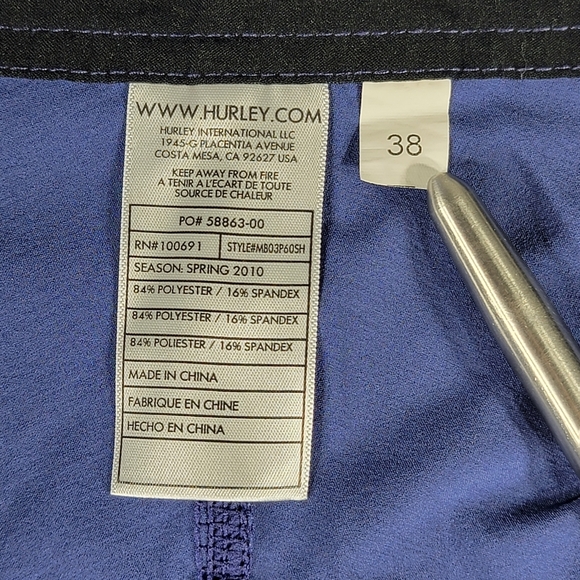 WWW.HURLEY.COM
HURLEY INTERNATIONAL LLC
1945-G PLACENTIA AVENUE
COSTA MESA, CA 92627 USA
KEEP AWAY FROM FIRE
A TENIR A L'ECART DE TOUTE
SOURCE DE CHALEUR
PO# 58863-00
RN#100691 STYLE#MB03P60SH
SEASON: SPRING 2010
84% POLYESTER / 16% SPANDEX
84% POLYESTER / 16% SPANDEX
84% POLIESTER / 16% SPANDEX
MADE IN CHINA
FABRIQUE EN CHINE
HECHO EN CHINA
38